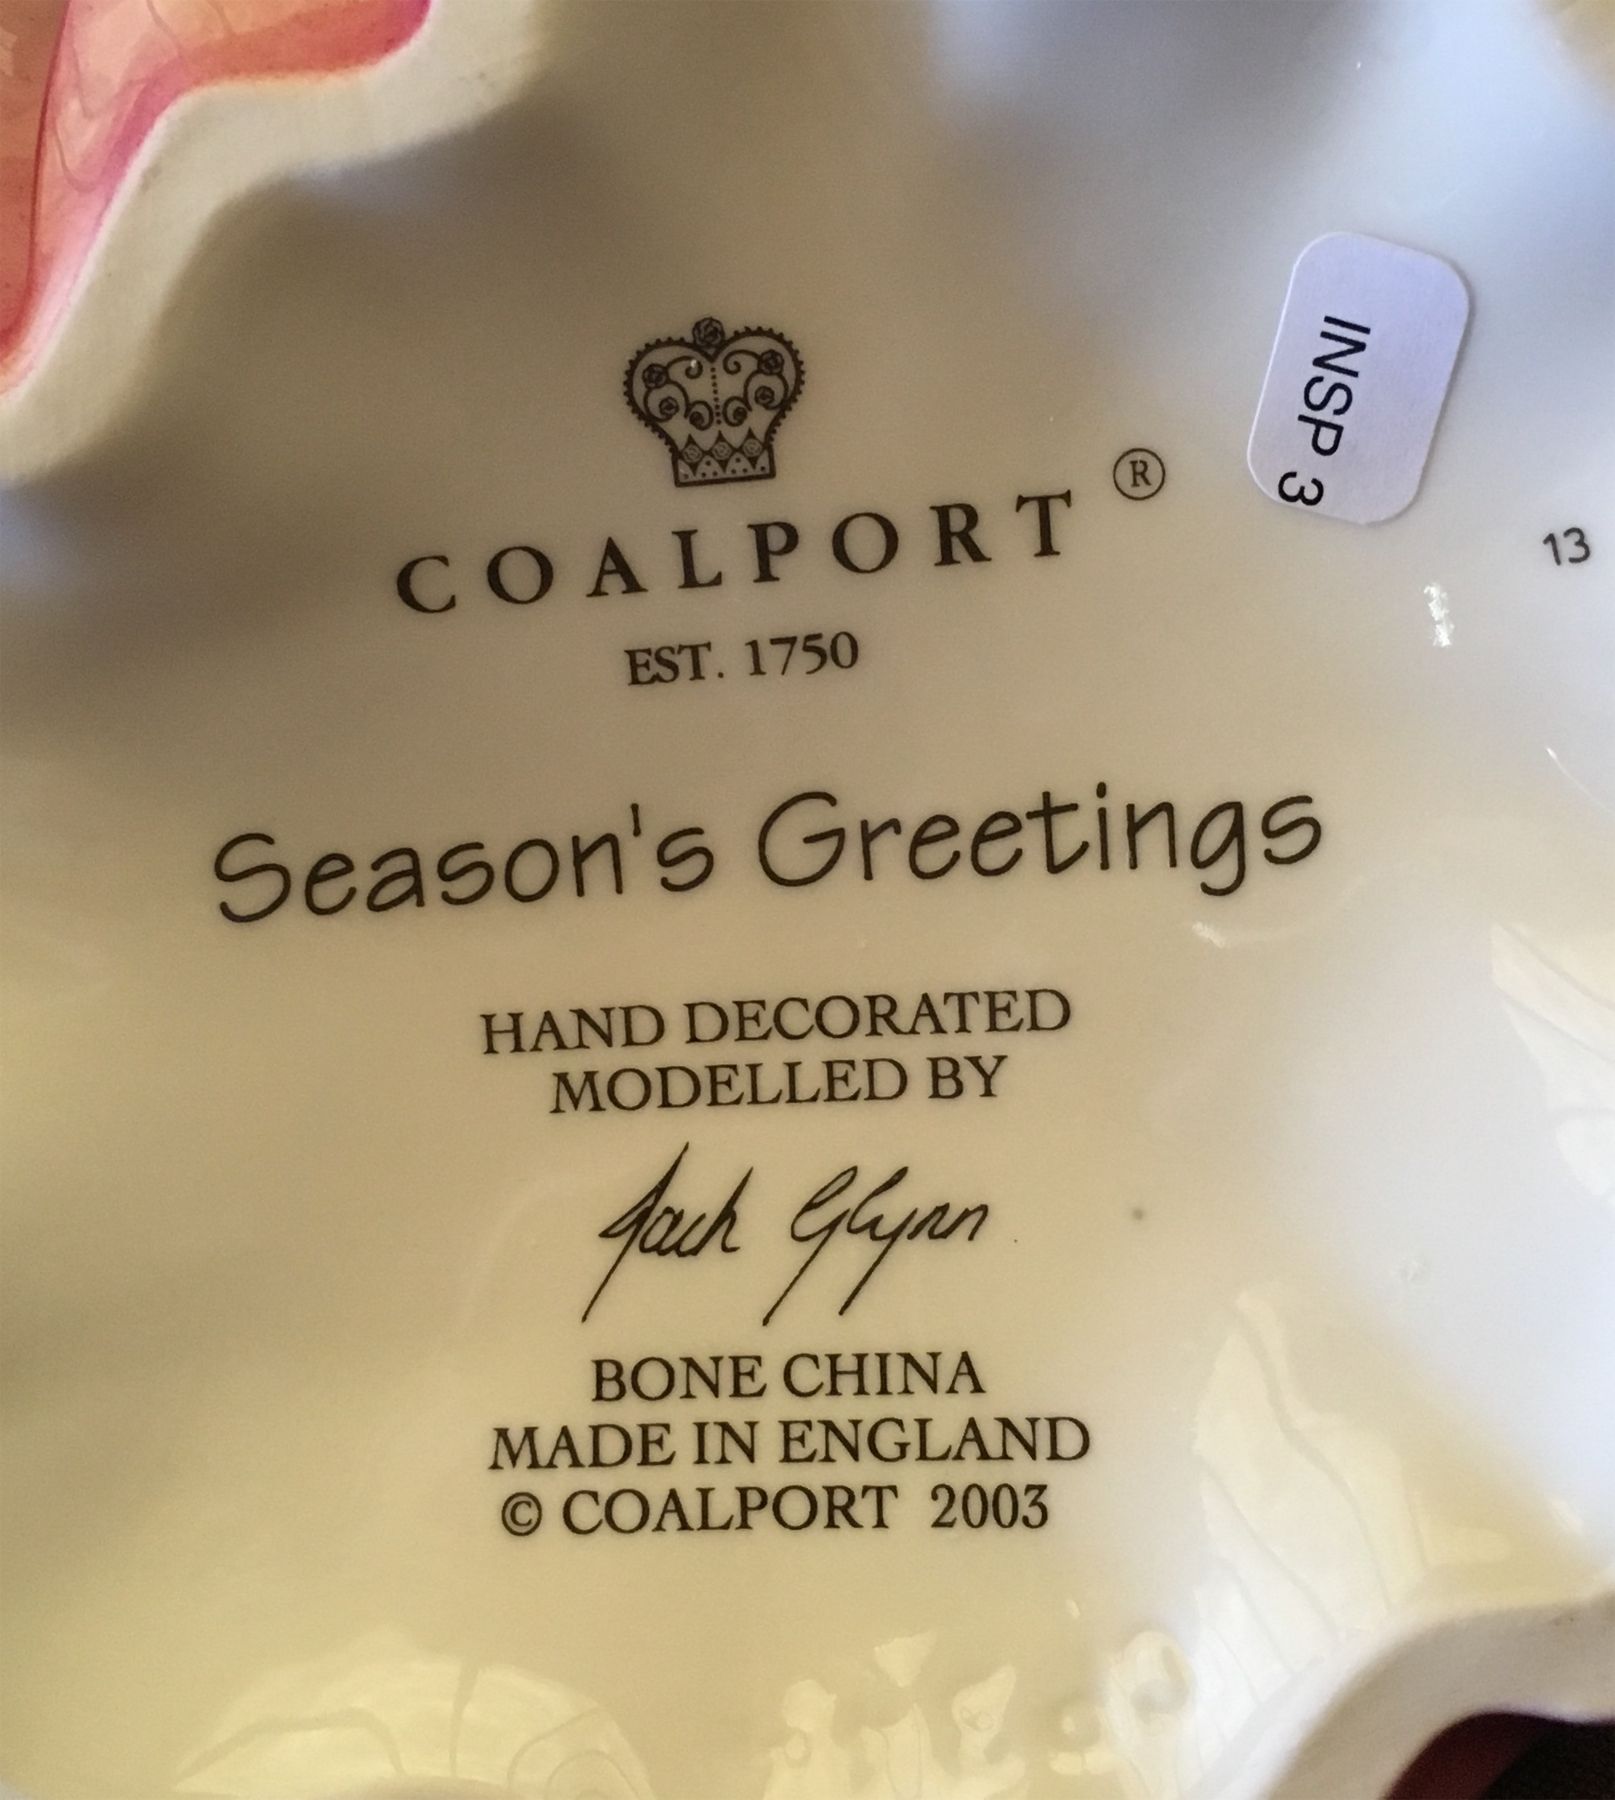 COALPORT ®
EST. 1750
INSP 3
13
Season's Greetings
HAND DECORATED
MODELLED BY
Jack Glynn
BONE CHINA
MADE IN ENGLAND
© COALPORT 2003